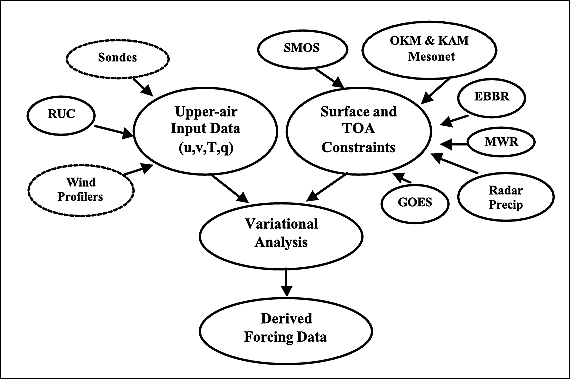 Sondes
RUC
Wind
Profilers
Upper-air
Input Data
(u,v,T,q)
SMOS
OKM & KAM
Mesonet
EBBR
MWR
Radar
Precip
GOES
Surface and
TOA
Constraints
Variational
Analysis
Derived
Forcing Data